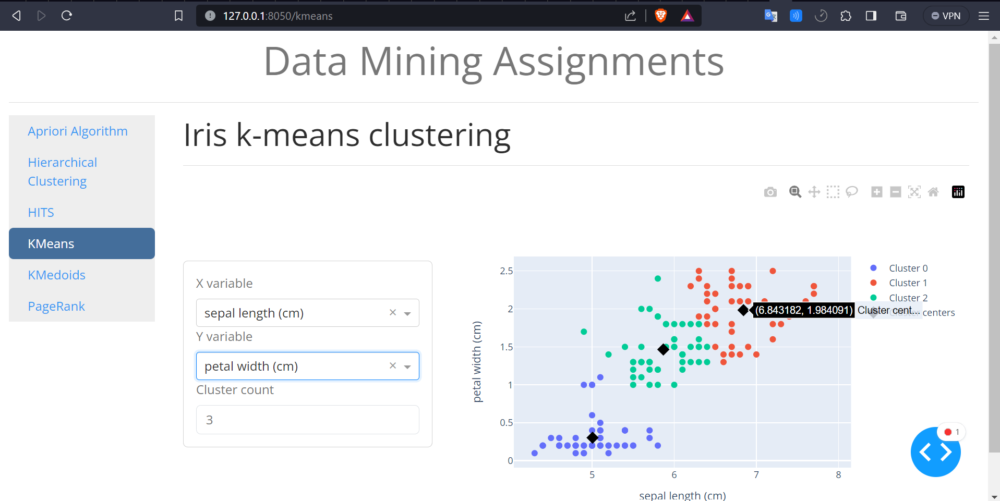 127.0.0.1:8050/kmeans
VPN
Data Mining Assignments
Apriori Algorithm
Hierarchical
Clustering
HITS
KMeans
KMedoids
PageRank
Iris k-means clustering
X variable
sepal length (cm)
Y variable
petal width (cm)
Cluster count
3
petal width (cm)
2.5
2
1.5
1
0.5
0
5
6
7
8
sepal length (cm)
(6.843182, 1.984091) Cluster cent...
Cluster 0
Cluster 1
Cluster 2
Cluster centers
1